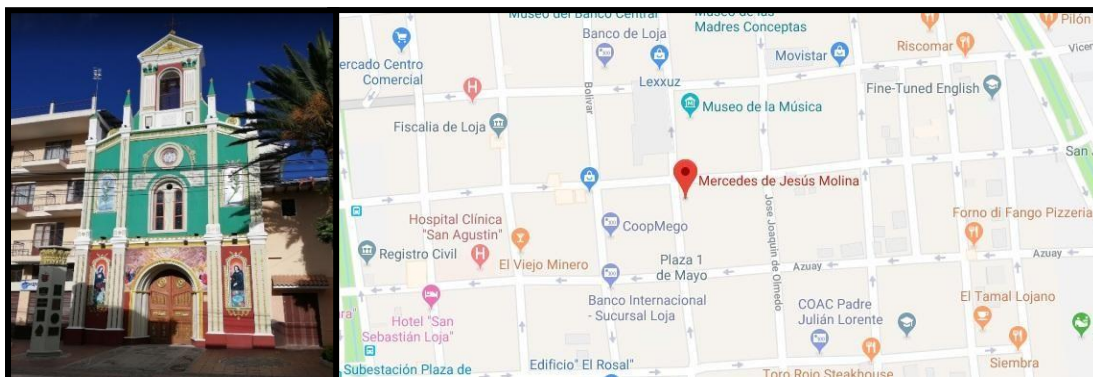 Museo del Banco Central
Museo de las
Madres Conceptas
Banco de Loja
Pilón
Riscomar
Movistar
Vicen
ercado Centro
Comercial
Lexxuz
Bolívar
Fine-Tuned English
Museo de la Música
Fiscalia de Loja
San A
Mercedes de Jesús Molina
Jose Joaquin de Olmedo
Hospital Clínica
"San Agustin"
CoopMego
Forno di Fango Pizzeria
Registro Civil
El Viejo Minero
Plaza 1
de Mayo
Azuay
Azuay
Banco Internacional
- Sucursal Loja
COAC Padre
Julián Lorente
El Tamal Lojano
ara"
Hotel "San
Sebastián Loja"
Edificio" El Rosal"
Siembra
Subestación Plaza de
Toro Rojo Steakhouse